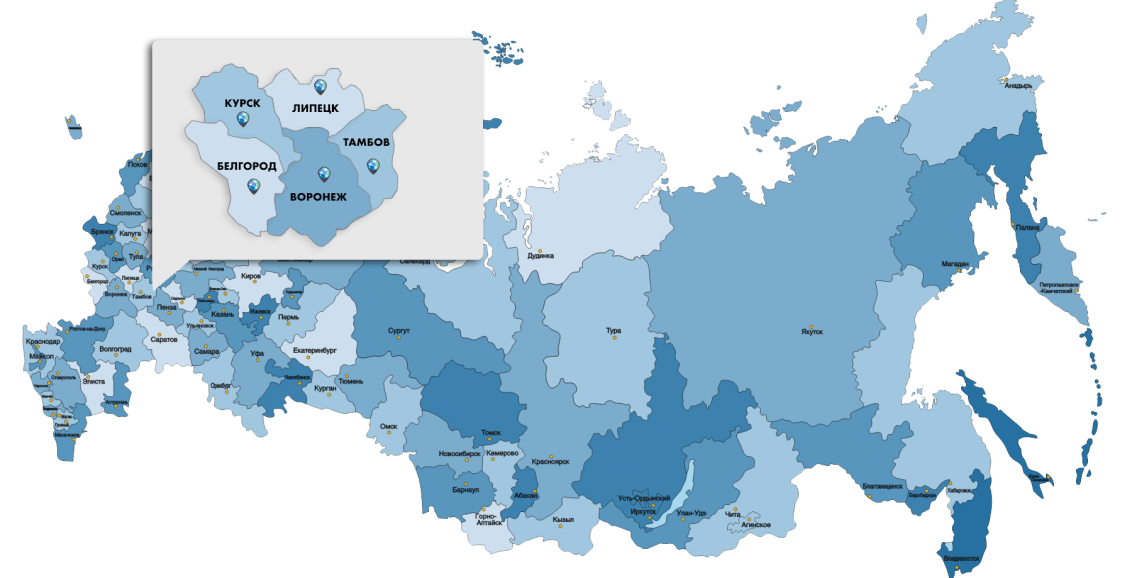 КУРСК
ЛИПЕЦК
ТАМБОВ
БЕЛГОРОД
ВОРОНЕЖ
Анадырь
Палана
Магадан
Петропавловск
-Камчатский
Якутск
Дудинка
Тура
Сургут
Смоленск
Брянск
Калуга
Орел
Тула
Курск
Липецк
Белгород
Воронеж
Тамбов
Пенза
Нижний Новгород
Киров
Казань
Ижевск
Пермь
Ульяновск
Саратов
Самара
Уфа
Екатеринбург
Оренбург
Челябинск
Курган
Тюмень
Ростов-на-Дону
Краснодар
Майкоп
Волгоград
Ставрополь
Элиста
Астрахань
Махачкала
Омск
Томск
Новосибирск
Кемерово
Красноярск
Барнаул
Абакан
Горно-
Алтайск
Кызыл
Усть-Ордынский
Иркутск
Улан-Удэ
Чита
Агинское
Благовещенск
Биробиджан
Хабаровск
Владивосток